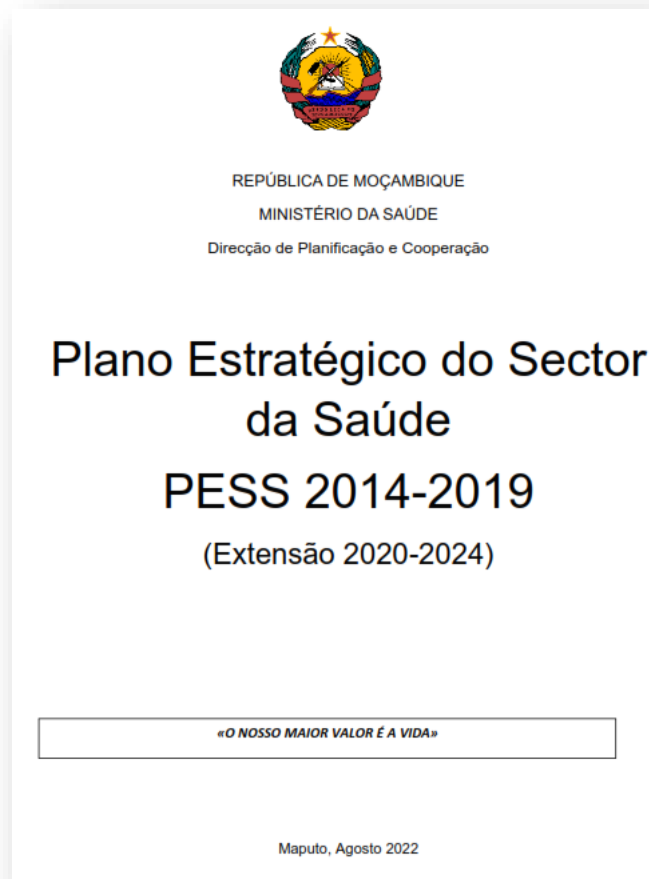 REPÚBLICA DE MOÇAMBIQUE
MINISTÉRIO DA SAÚDE
Direcção de Planificação e Cooperação
Plano Estratégico do Sector
da Saúde
PESS 2014-2019
(Extensão 2020-2024)
«O NOSSO MAIOR VALOR É A VIDA»
Maputo, Agosto 2022